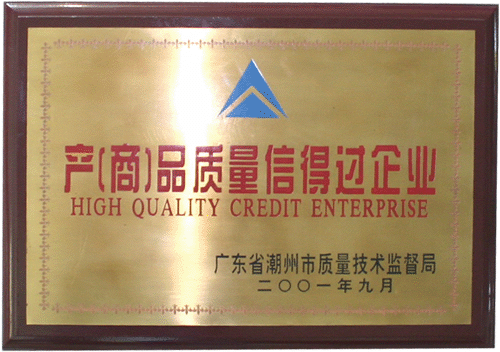 产(商)品质量信得过企业
HIGH QUALITY CREDIT ENTERPRISE
广东省潮州市质量技术监督局
二〇〇一年九月